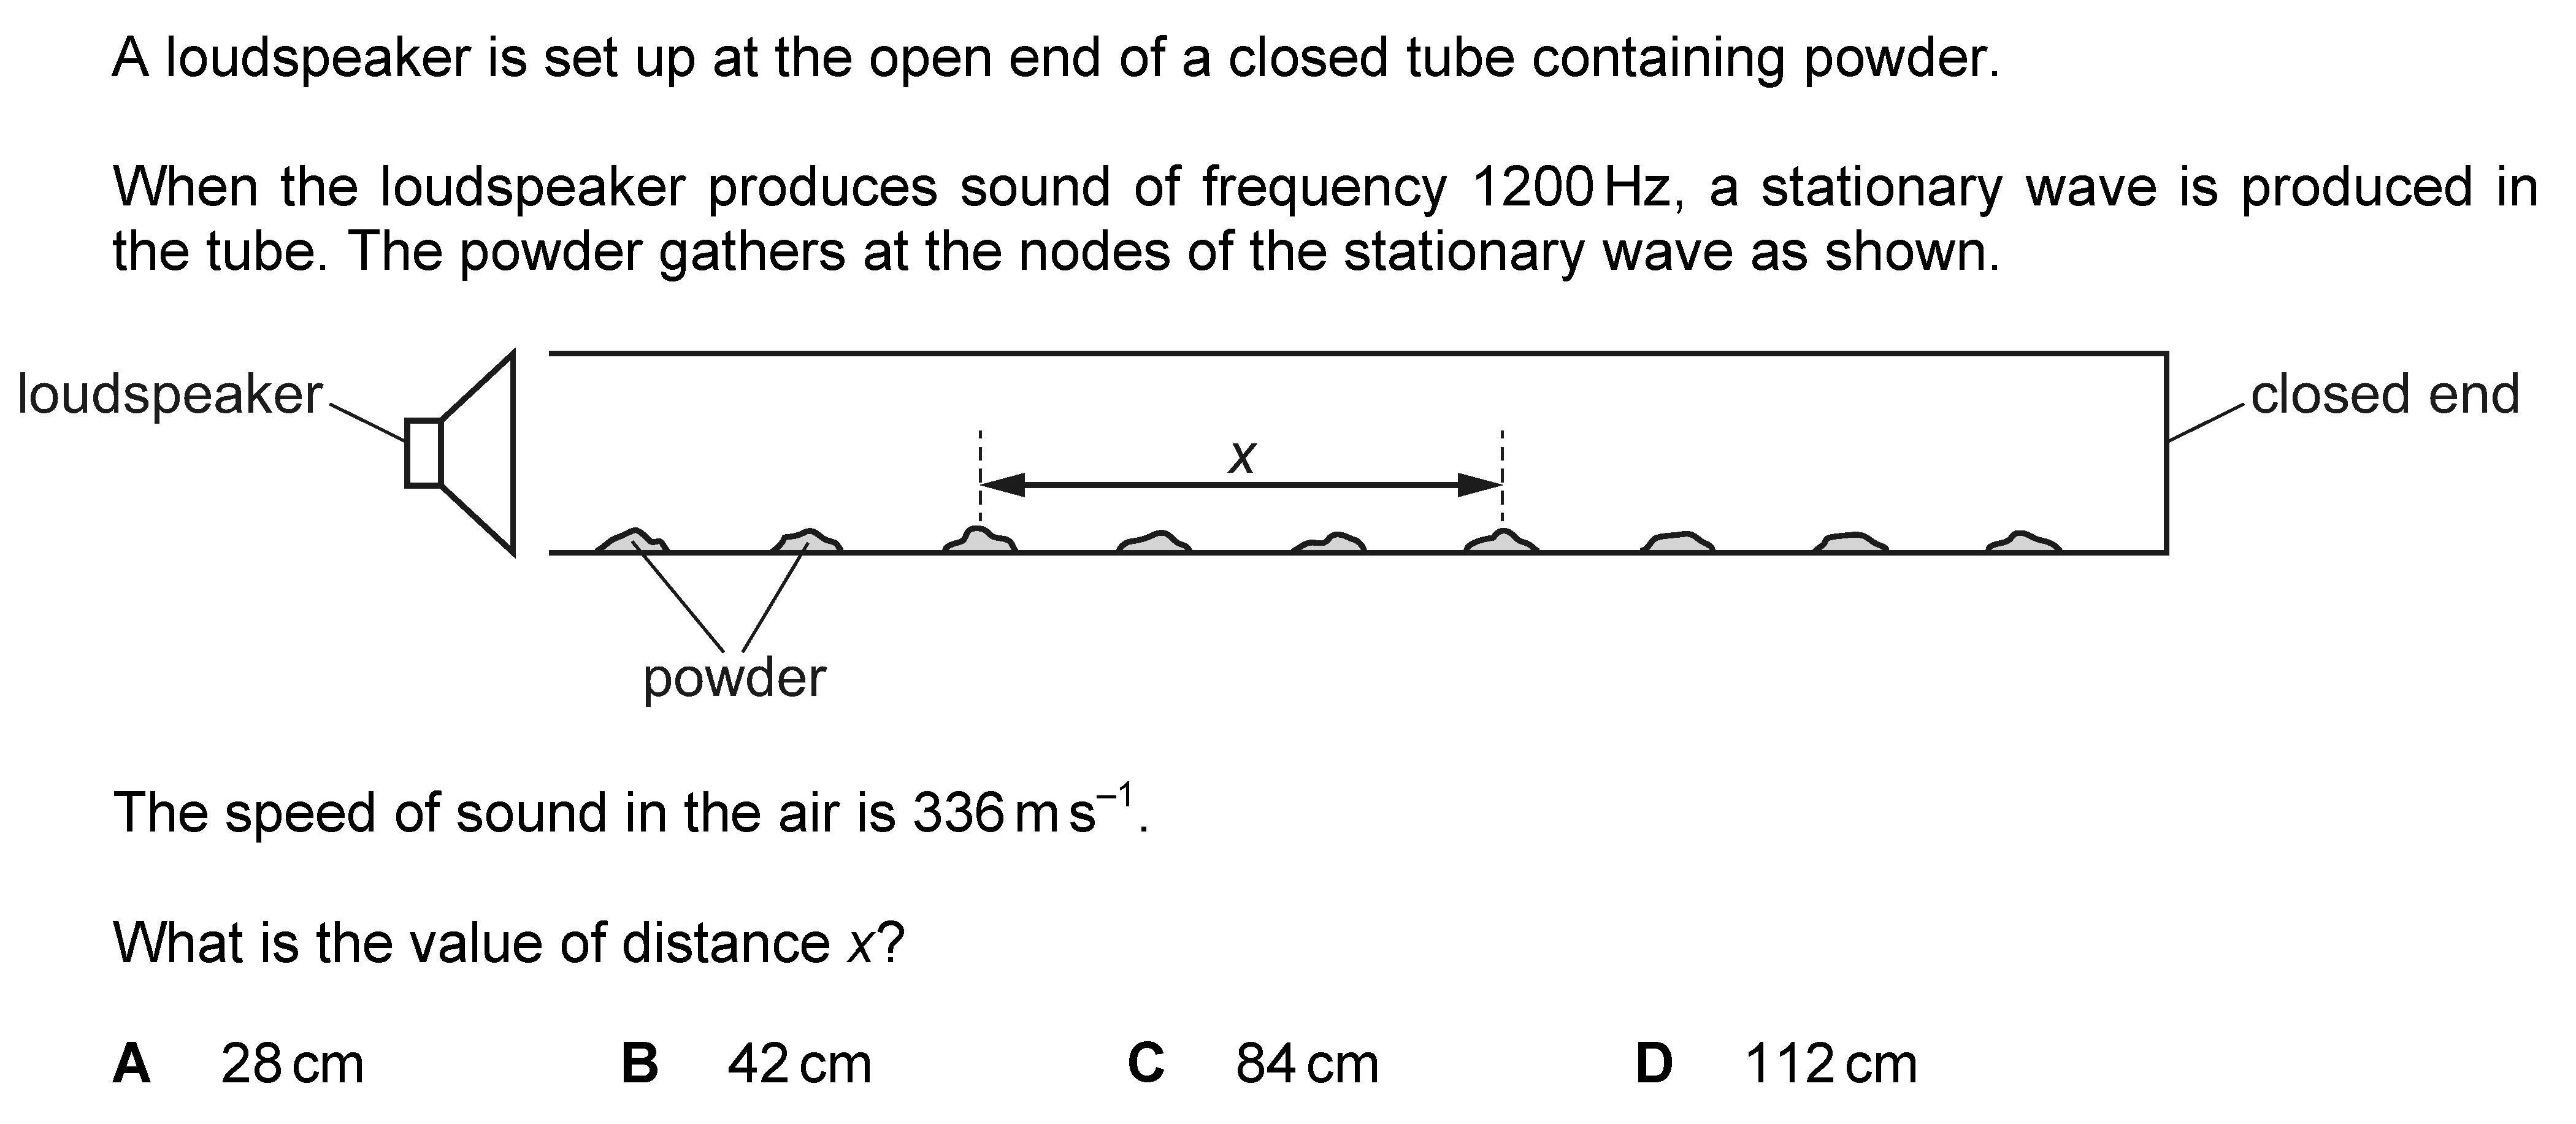 A loudspeaker is set up at the open end of a closed tube containing powder.
When the loudspeaker produces sound of frequency 1200 Hz, a stationary wave is produced in
the tube. The powder gathers at the nodes of the stationary wave as shown.
loudspeaker
closed end
x
powder
The speed of sound in the air is 336 m s⁻¹.
What is the value of distance x?
A 28 cm B 42 cm C 84 cm D 112 cm